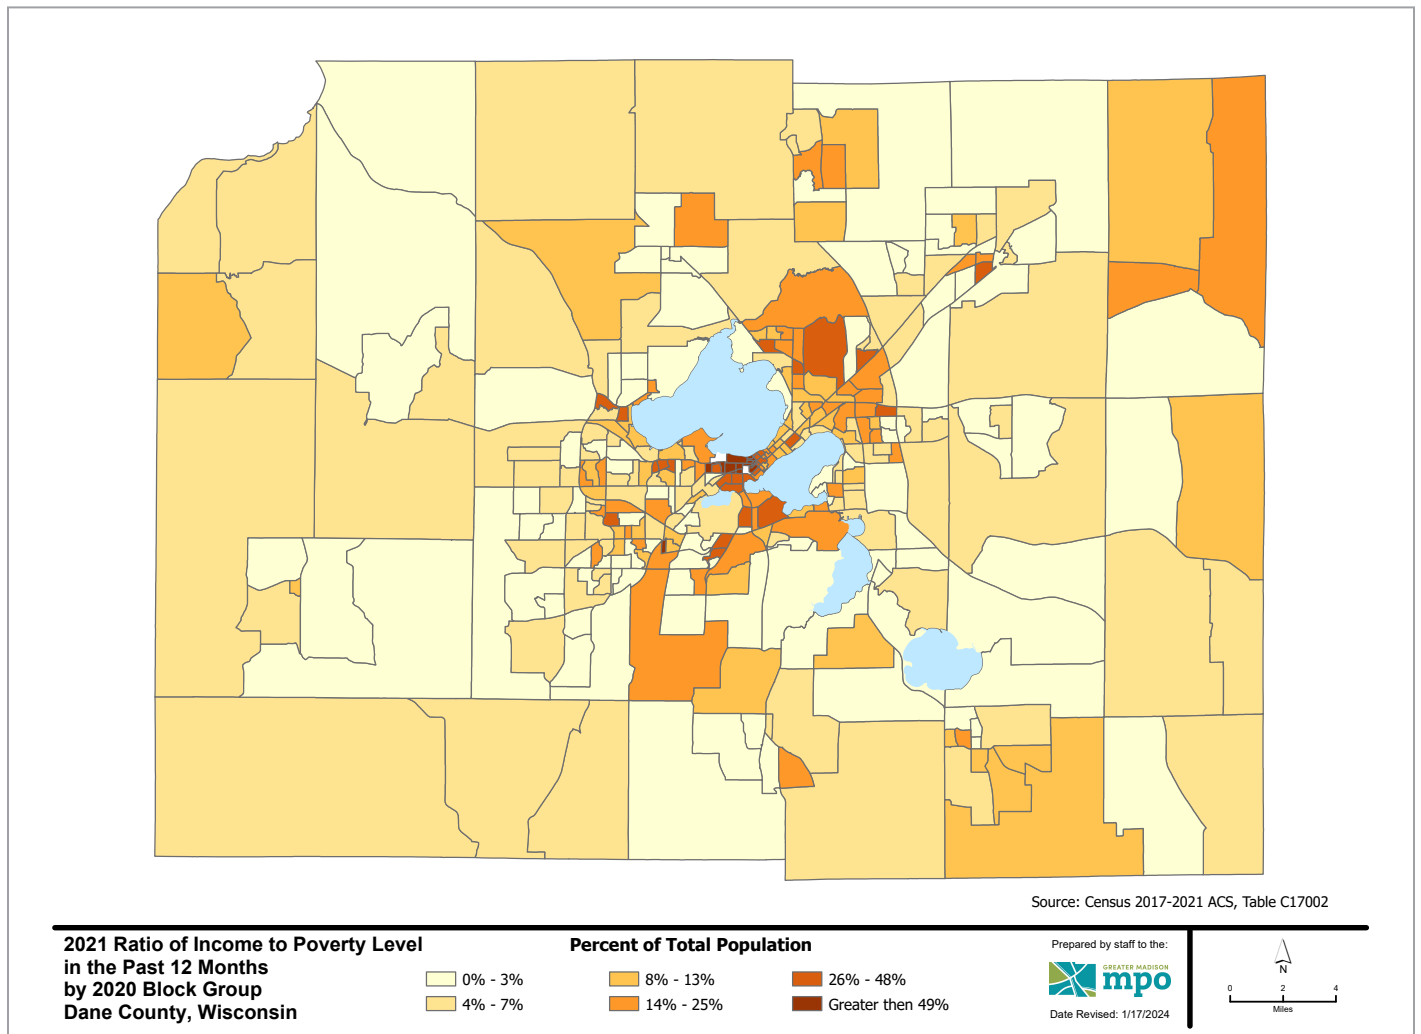 Source: Census 2017-2021 ACS, Table C17002
2021 Ratio of Income to Poverty Level
in the Past 12 Months
by 2020 Block Group
Dane County, Wisconsin
Percent of Total Population
0% - 3%
4% - 7%
8% - 13%
14% - 25%
26% - 48%
Greater then 49%
Prepared by staff to the:
GREATER MADISON
mpo
Date Revised: 1/17/2024
N
0 2 4
Miles